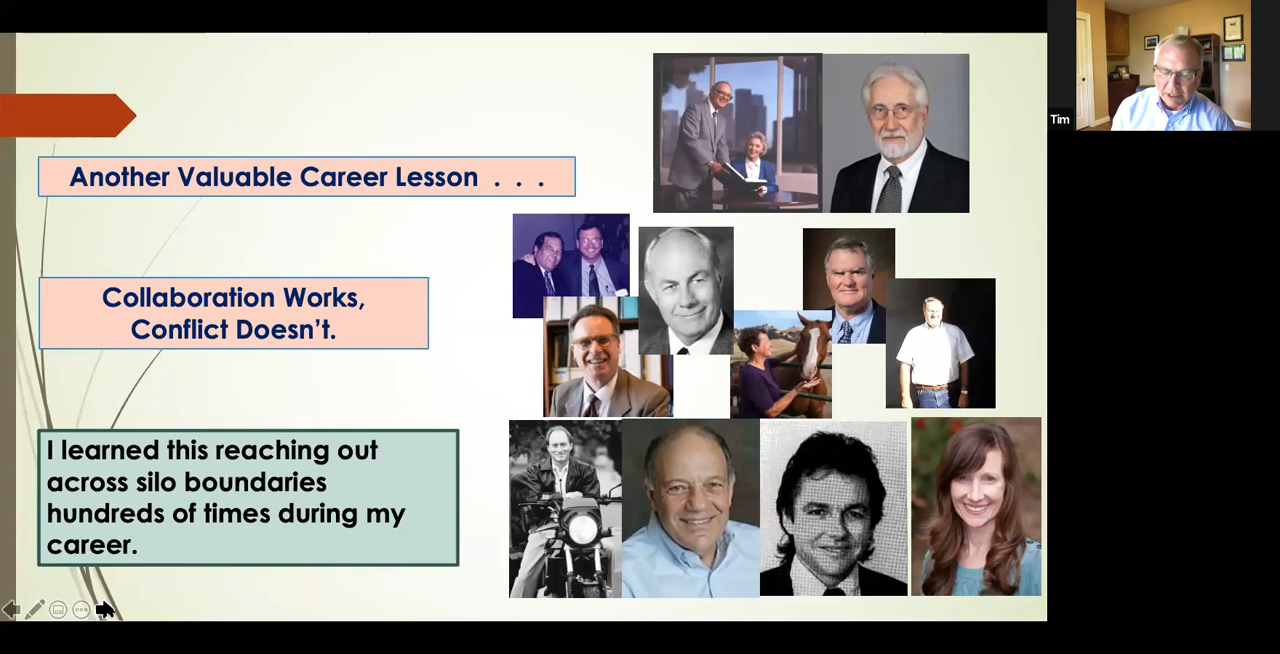 Another Valuable Career Lesson . . .
Collaboration Works,
Conflict Doesn't.
I learned this reaching out
across silo boundaries
hundreds of times during my
career.
Tim